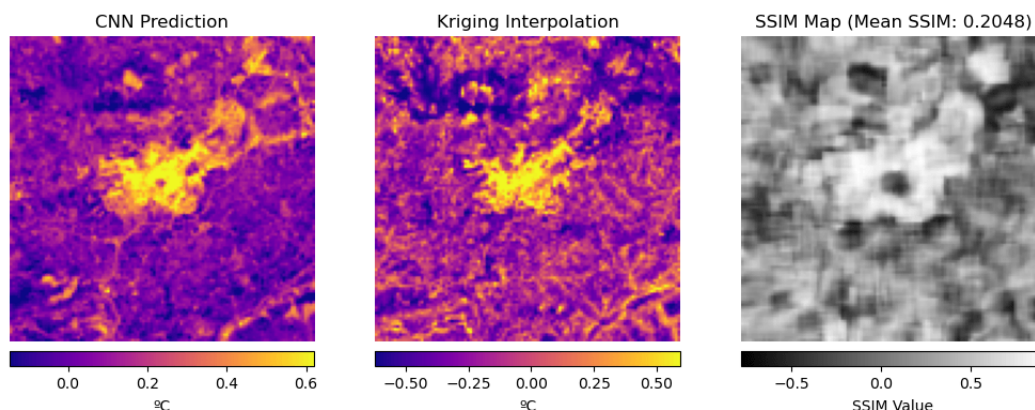 CNN Prediction
Kriging Interpolation
SSIM Map (Mean SSIM: 0.2048)
0.0 0.2 0.4 0.6
−0.50 −0.25 0.00 0.25 0.50
−0.5 0.0 0.5
ºC
ºC
SSIM Value